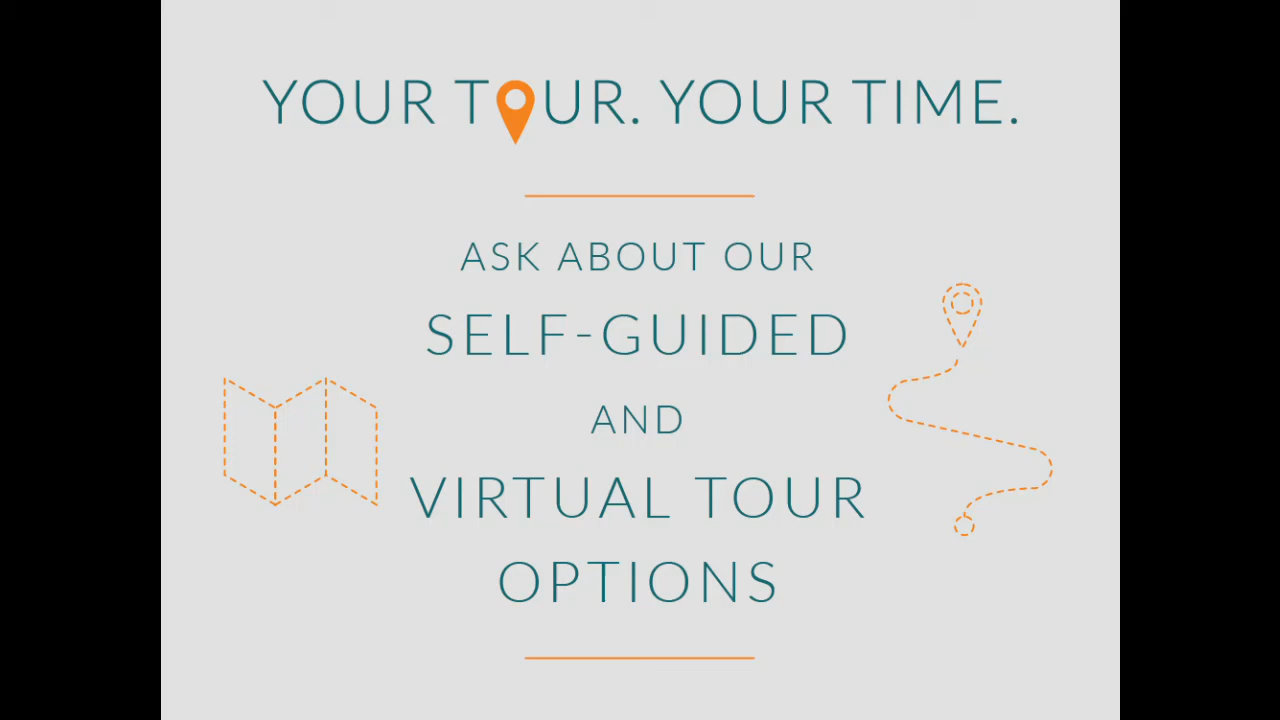 YOUR TOUR. YOUR TIME.
ASK ABOUT OUR
SELF-GUIDED
AND
VIRTUAL TOUR
OPTIONS